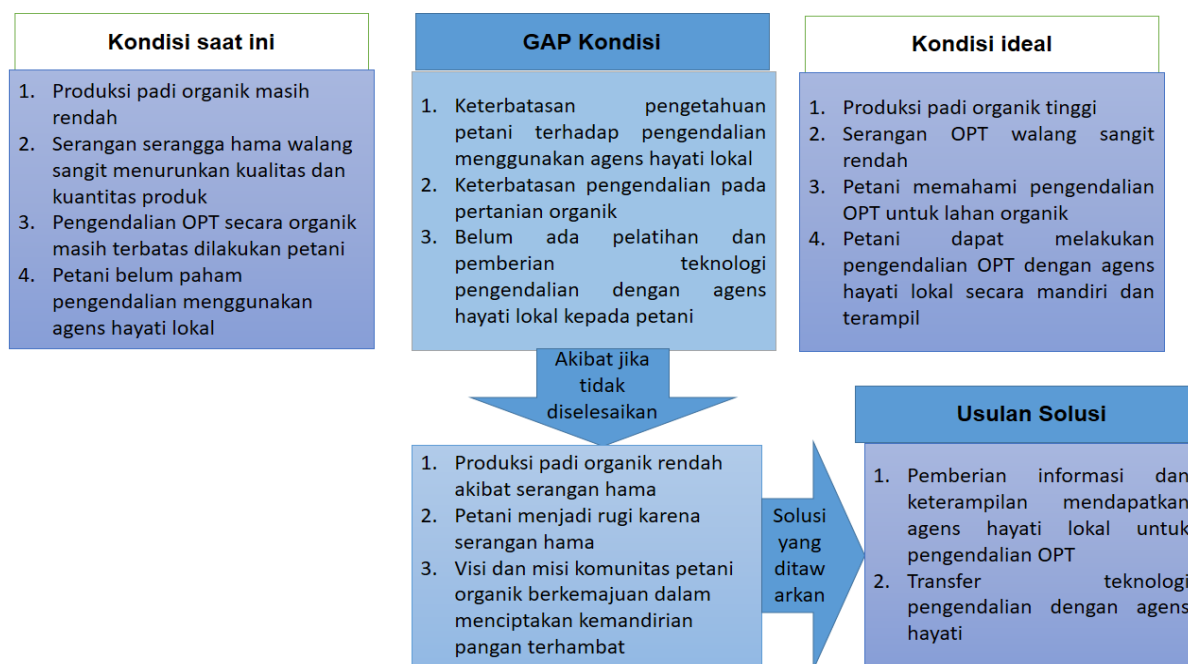 Kondisi saat ini
1. Produksi padi organik masih
rendah
2. Serangan serangga hama walang
sangit menurunkan kualitas dan
kuantitas produk
3. Pengendalian OPT secara organik
masih terbatas dilakukan petani
4. Petani belum paham
pengendalian menggunakan
agens hayati lokal
GAP Kondisi
1. Keterbatasan pengetahuan
petani terhadap pengendalian
menggunakan agens hayati lokal
2. Keterbatasan pengendalian pada
pertanian organik
3. Belum ada pelatihan dan
pemberian teknologi
pengendalian dengan agens
hayati lokal kepada petani
Kondisi ideal
1. Produksi padi organik tinggi
2. Serangan OPT walang sangit
rendah
3. Petani memahami pengendalian
OPT untuk lahan organik
4. Petani dapat melakukan
pengendalian OPT dengan agens
hayati lokal secara mandiri dan
terampil
Akibat jika
tidak
diselesaikan
1. Produksi padi organik rendah
akibat serangan hama
2. Petani menjadi rugi karena
serangan hama
3. Visi dan misi komunitas petani
organik berkemajuan dalam
menciptakan kemandirian
pangan terhambat
Solusi
yang
ditaw
arkan
Usulan Solusi
1. Pemberian informasi dan
keterampilan mendapatkan
agens hayati lokal untuk
pengendalian OPT
2. Transfer teknologi
pengendalian dengan agens
hayati